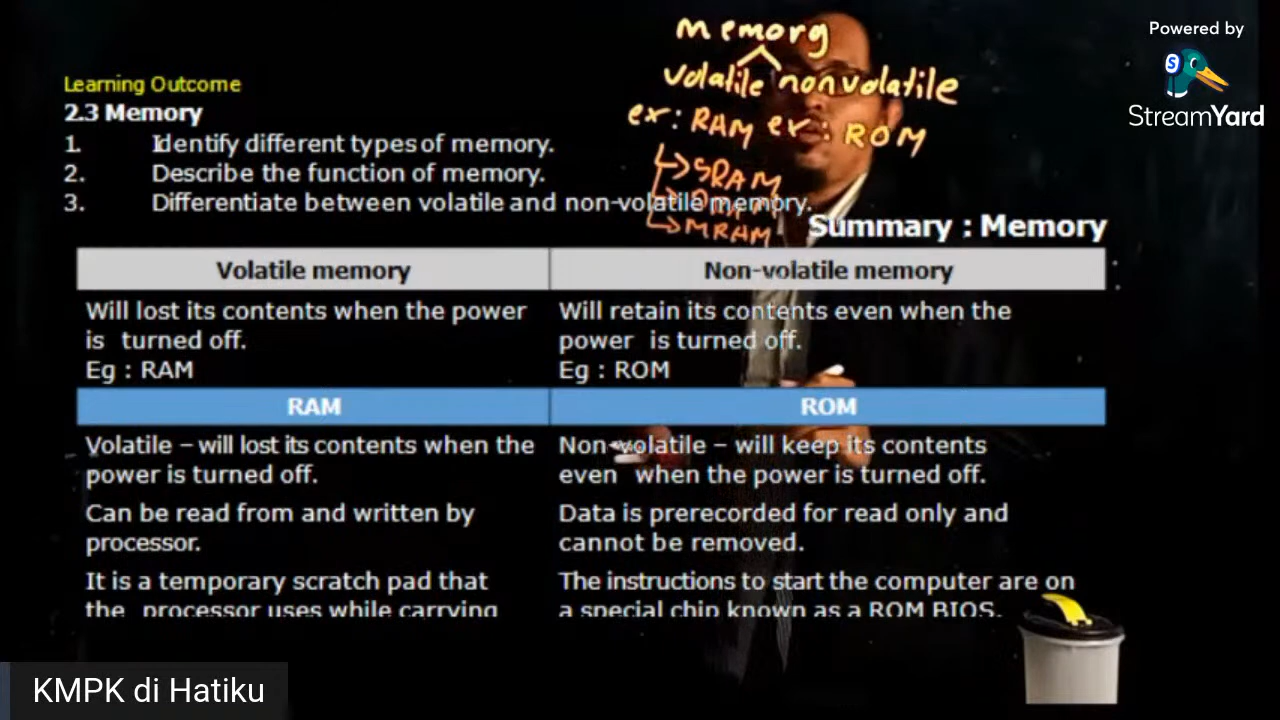 Powered by
StreamYard
memory
volatile nonvolatile
ex: RAM ex: ROM
SRAM
MRAM
Learning Outcome
2.3 Memory
1. Identify different types of memory.
2. Describe the function of memory.
3. Differentiate between volatile and non-volatile memory.
Summary : Memory
Volatile memory Non-volatile memory
Will lost its contents when the power Will retain its contents even when the
is turned off. power is turned off.
Eg : RAM Eg : ROM
RAM ROM
Volatile – will lost its contents when the Non-volatile – will keep its contents
power is turned off. even when the power is turned off.
Can be read from and written by Data is prerecorded for read only and
processor. cannot be removed.
It is a temporary scratch pad that The instructions to start the computer are on
the processor uses while carrying a special chip known as a ROM BIOS.
KMPK di Hatiku